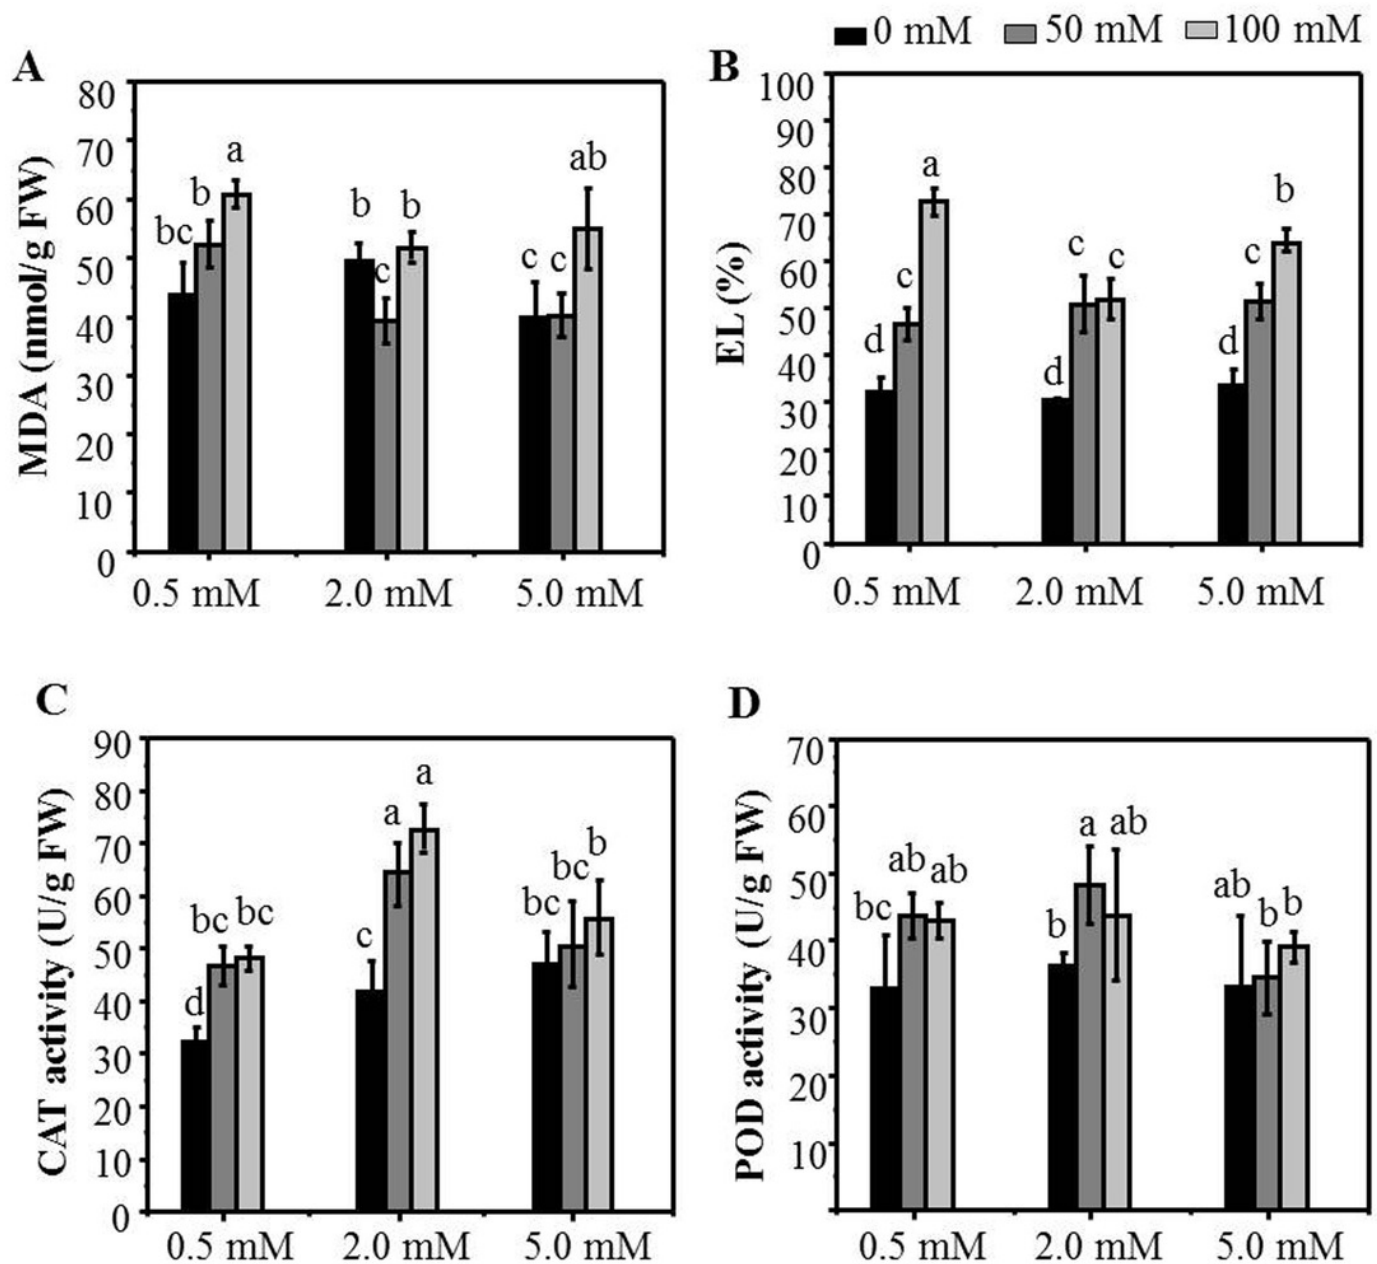 0 mM 50 mM 100 mM
A
MDA (nmol/g FW)
80
70
60
50
40
30
20
10
0
bc b a
b c b
c c ab
0.5 mM 2.0 mM 5.0 mM
B
EL (%)
100
90
80
70
60
50
40
30
20
10
0
d c a
d c c
d c b
0.5 mM 2.0 mM 5.0 mM
C
CAT activity (U/g FW)
90
80
70
60
50
40
30
20
10
0
d bc bc
c a a
bc bc b
0.5 mM 2.0 mM 5.0 mM
D
POD activity (U/g FW)
70
60
50
40
30
20
10
bc ab ab
b a ab
ab b b
0.5 mM 2.0 mM 5.0 mM